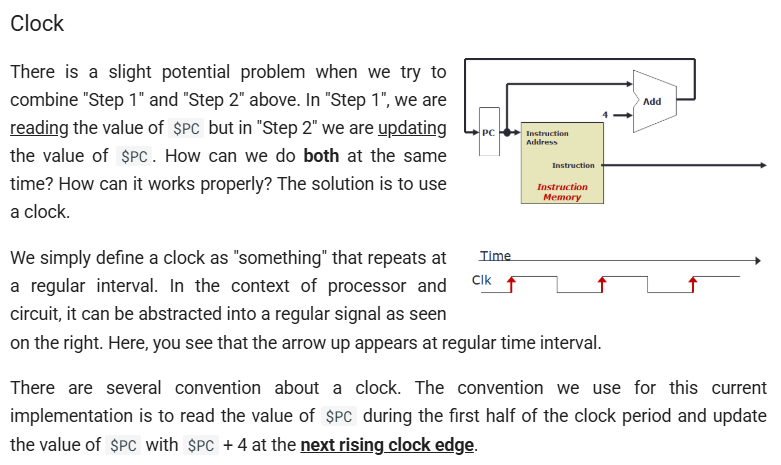 Clock
There is a slight potential problem when we try to
combine "Step 1" and "Step 2" above. In "Step 1", we are
reading the value of $PC but in "Step 2" we are updating
the value of $PC. How can we do both at the same
time? How can it works properly? The solution is to use
a clock.
Add
4
PC
Instruction
Address
Instruction
Instruction
Memory
We simply define a clock as "something" that repeats at
a regular interval. In the context of processor and
circuit, it can be abstracted into a regular signal as seen
on the right. Here, you see that the arrow up appears at regular time interval.
Time
Clk
There are several convention about a clock. The convention we use for this current
implementation is to read the value of $PC during the first half of the clock period and update
the value of $PC with $PC + 4 at the next rising clock edge.